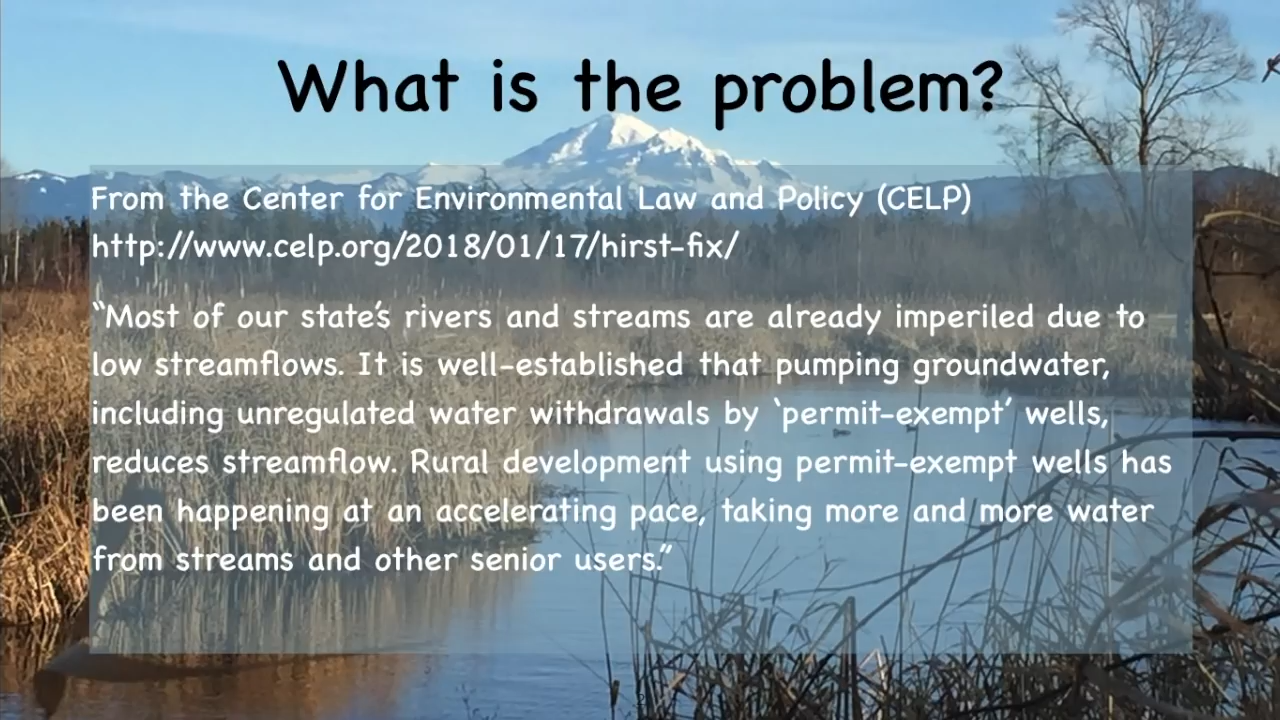 What is the problem?
From the Center for Environmental Law and Policy (CELP)
http://www.celp.org/2018/01/17/hirst-fix/
“Most of our state’s rivers and streams are already imperiled due to
low streamflows. It is well-established that pumping groundwater,
including unregulated water withdrawals by ‘permit-exempt’ wells,
reduces streamflow. Rural development using permit-exempt wells has
been happening at an accelerating pace, taking more and more water
from streams and other senior users.”